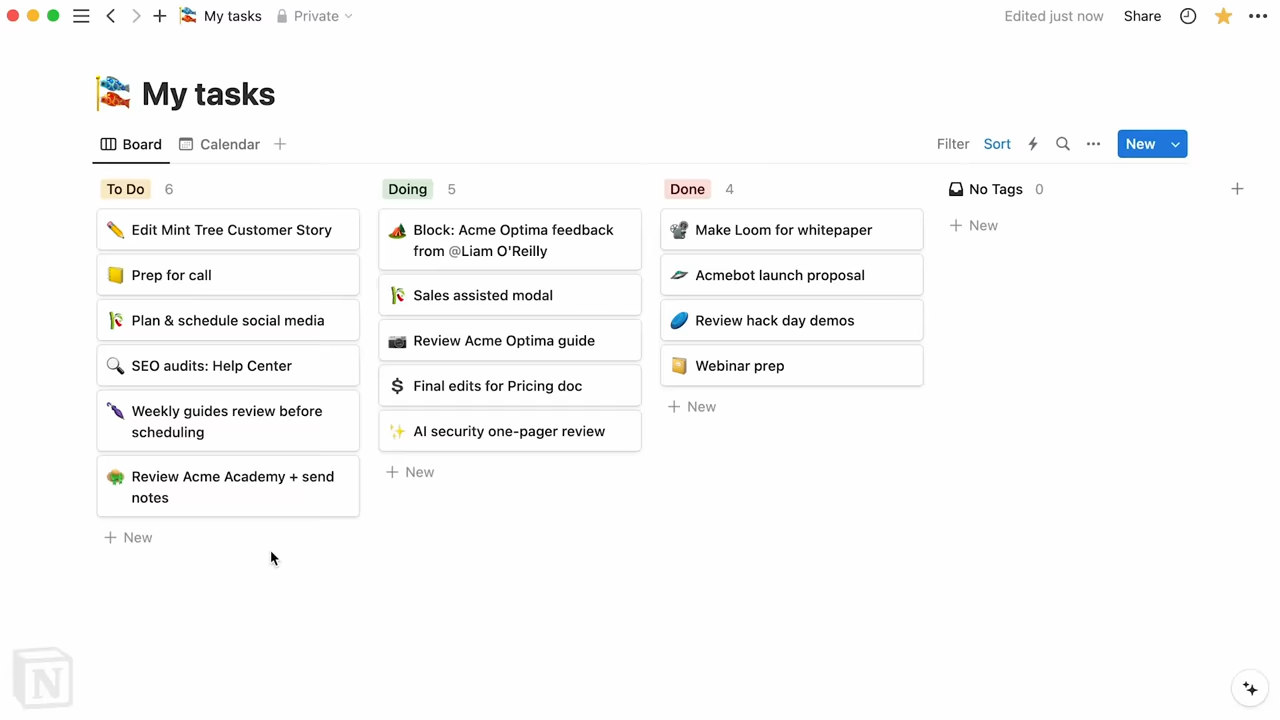 My tasks Private Edited just now Share
My tasks
Board Calendar Filter Sort New
To Do 6
Edit Mint Tree Customer Story
Prep for call
Plan & schedule social media
SEO audits: Help Center
Weekly guides review before
scheduling
Review Acme Academy + send
notes
New
Doing 5
Block: Acme Optima feedback
from @Liam O'Reilly
Sales assisted modal
Review Acme Optima guide
Final edits for Pricing doc
AI security one-pager review
New
Done 4
Make Loom for whitepaper
Acmebot launch proposal
Review hack day demos
Webinar prep
New
No Tags 0
New
N